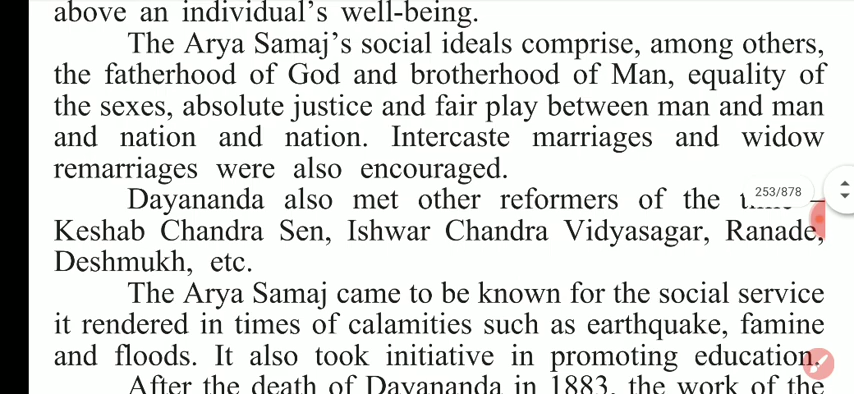 above an individual's well-being.
The Arya Samaj's social ideals comprise, among others,
the fatherhood of God and brotherhood of Man, equality of
the sexes, absolute justice and fair play between man and man
and nation and nation. Intercaste marriages and widow
remarriages were also encouraged.
Dayananda also met other reformers of the –
253/878
Keshab Chandra Sen, Ishwar Chandra Vidyasagar, Ranade,
Deshmukh, etc.
The Arya Samaj came to be known for the social service
it rendered in times of calamities such as earthquake, famine
and floods. It also took initiative in promoting education.
After the death of Dayananda in 1883, the work of the